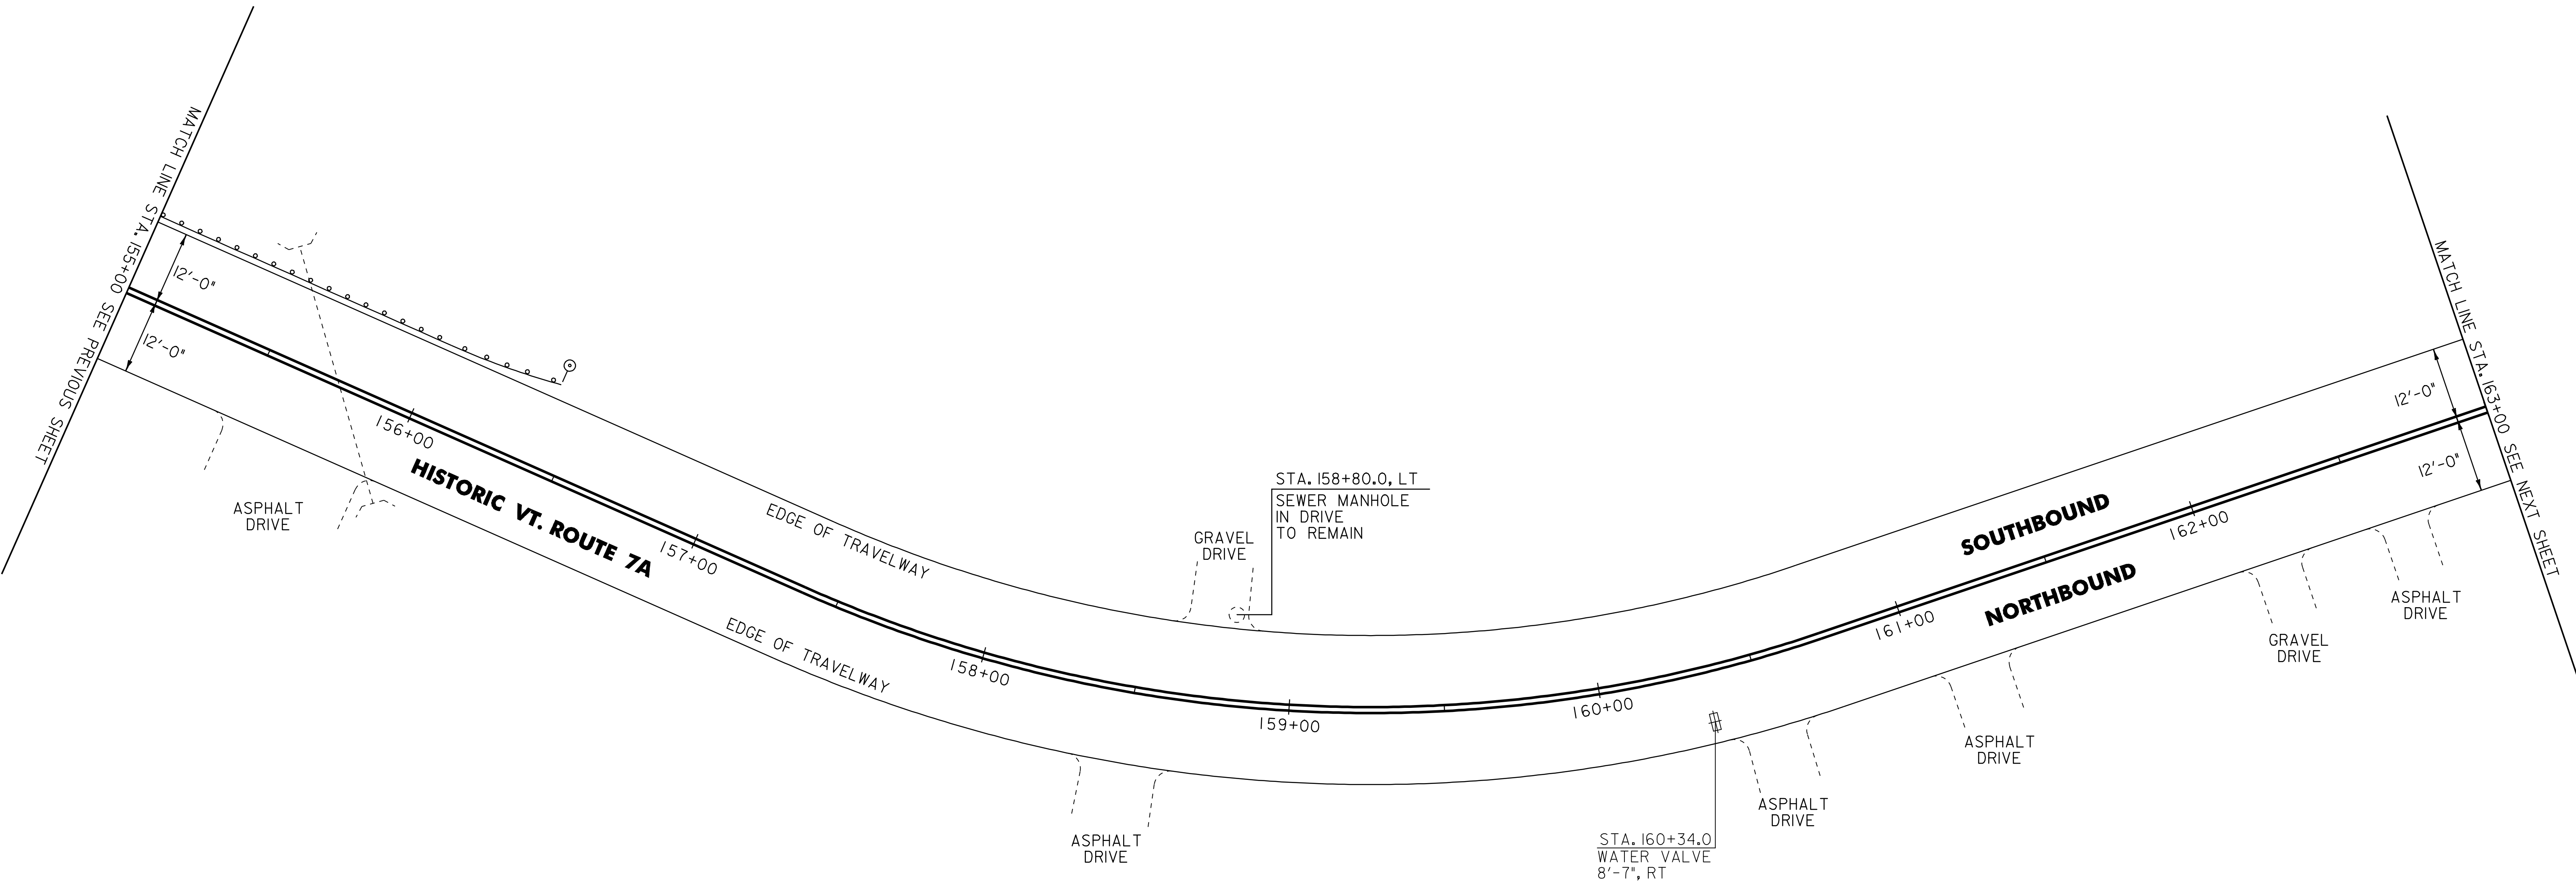 MATCH LINE STA. 155+00 SEE PREVIOUS SHEET
12'-0"
12'-0"
ASPHALT
DRIVE
156+00
HISTORIC VT. ROUTE 7A
157+00
EDGE OF TRAVELWAY
EDGE OF TRAVELWAY
158+00
ASPHALT
DRIVE
GRAVEL
DRIVE
STA. 158+80.0, LT
SEWER MANHOLE
IN DRIVE
TO REMAIN
159+00
160+00
STA. 160+34.0
WATER VALVE
8'-7", RT
ASPHALT
DRIVE
161+00
SOUTHBOUND
NORTHBOUND
ASPHALT
DRIVE
162+00
GRAVEL
DRIVE
ASPHALT
DRIVE
12'-0"
12'-0"
MATCH LINE STA. 163+00 SEE NEXT SHEET